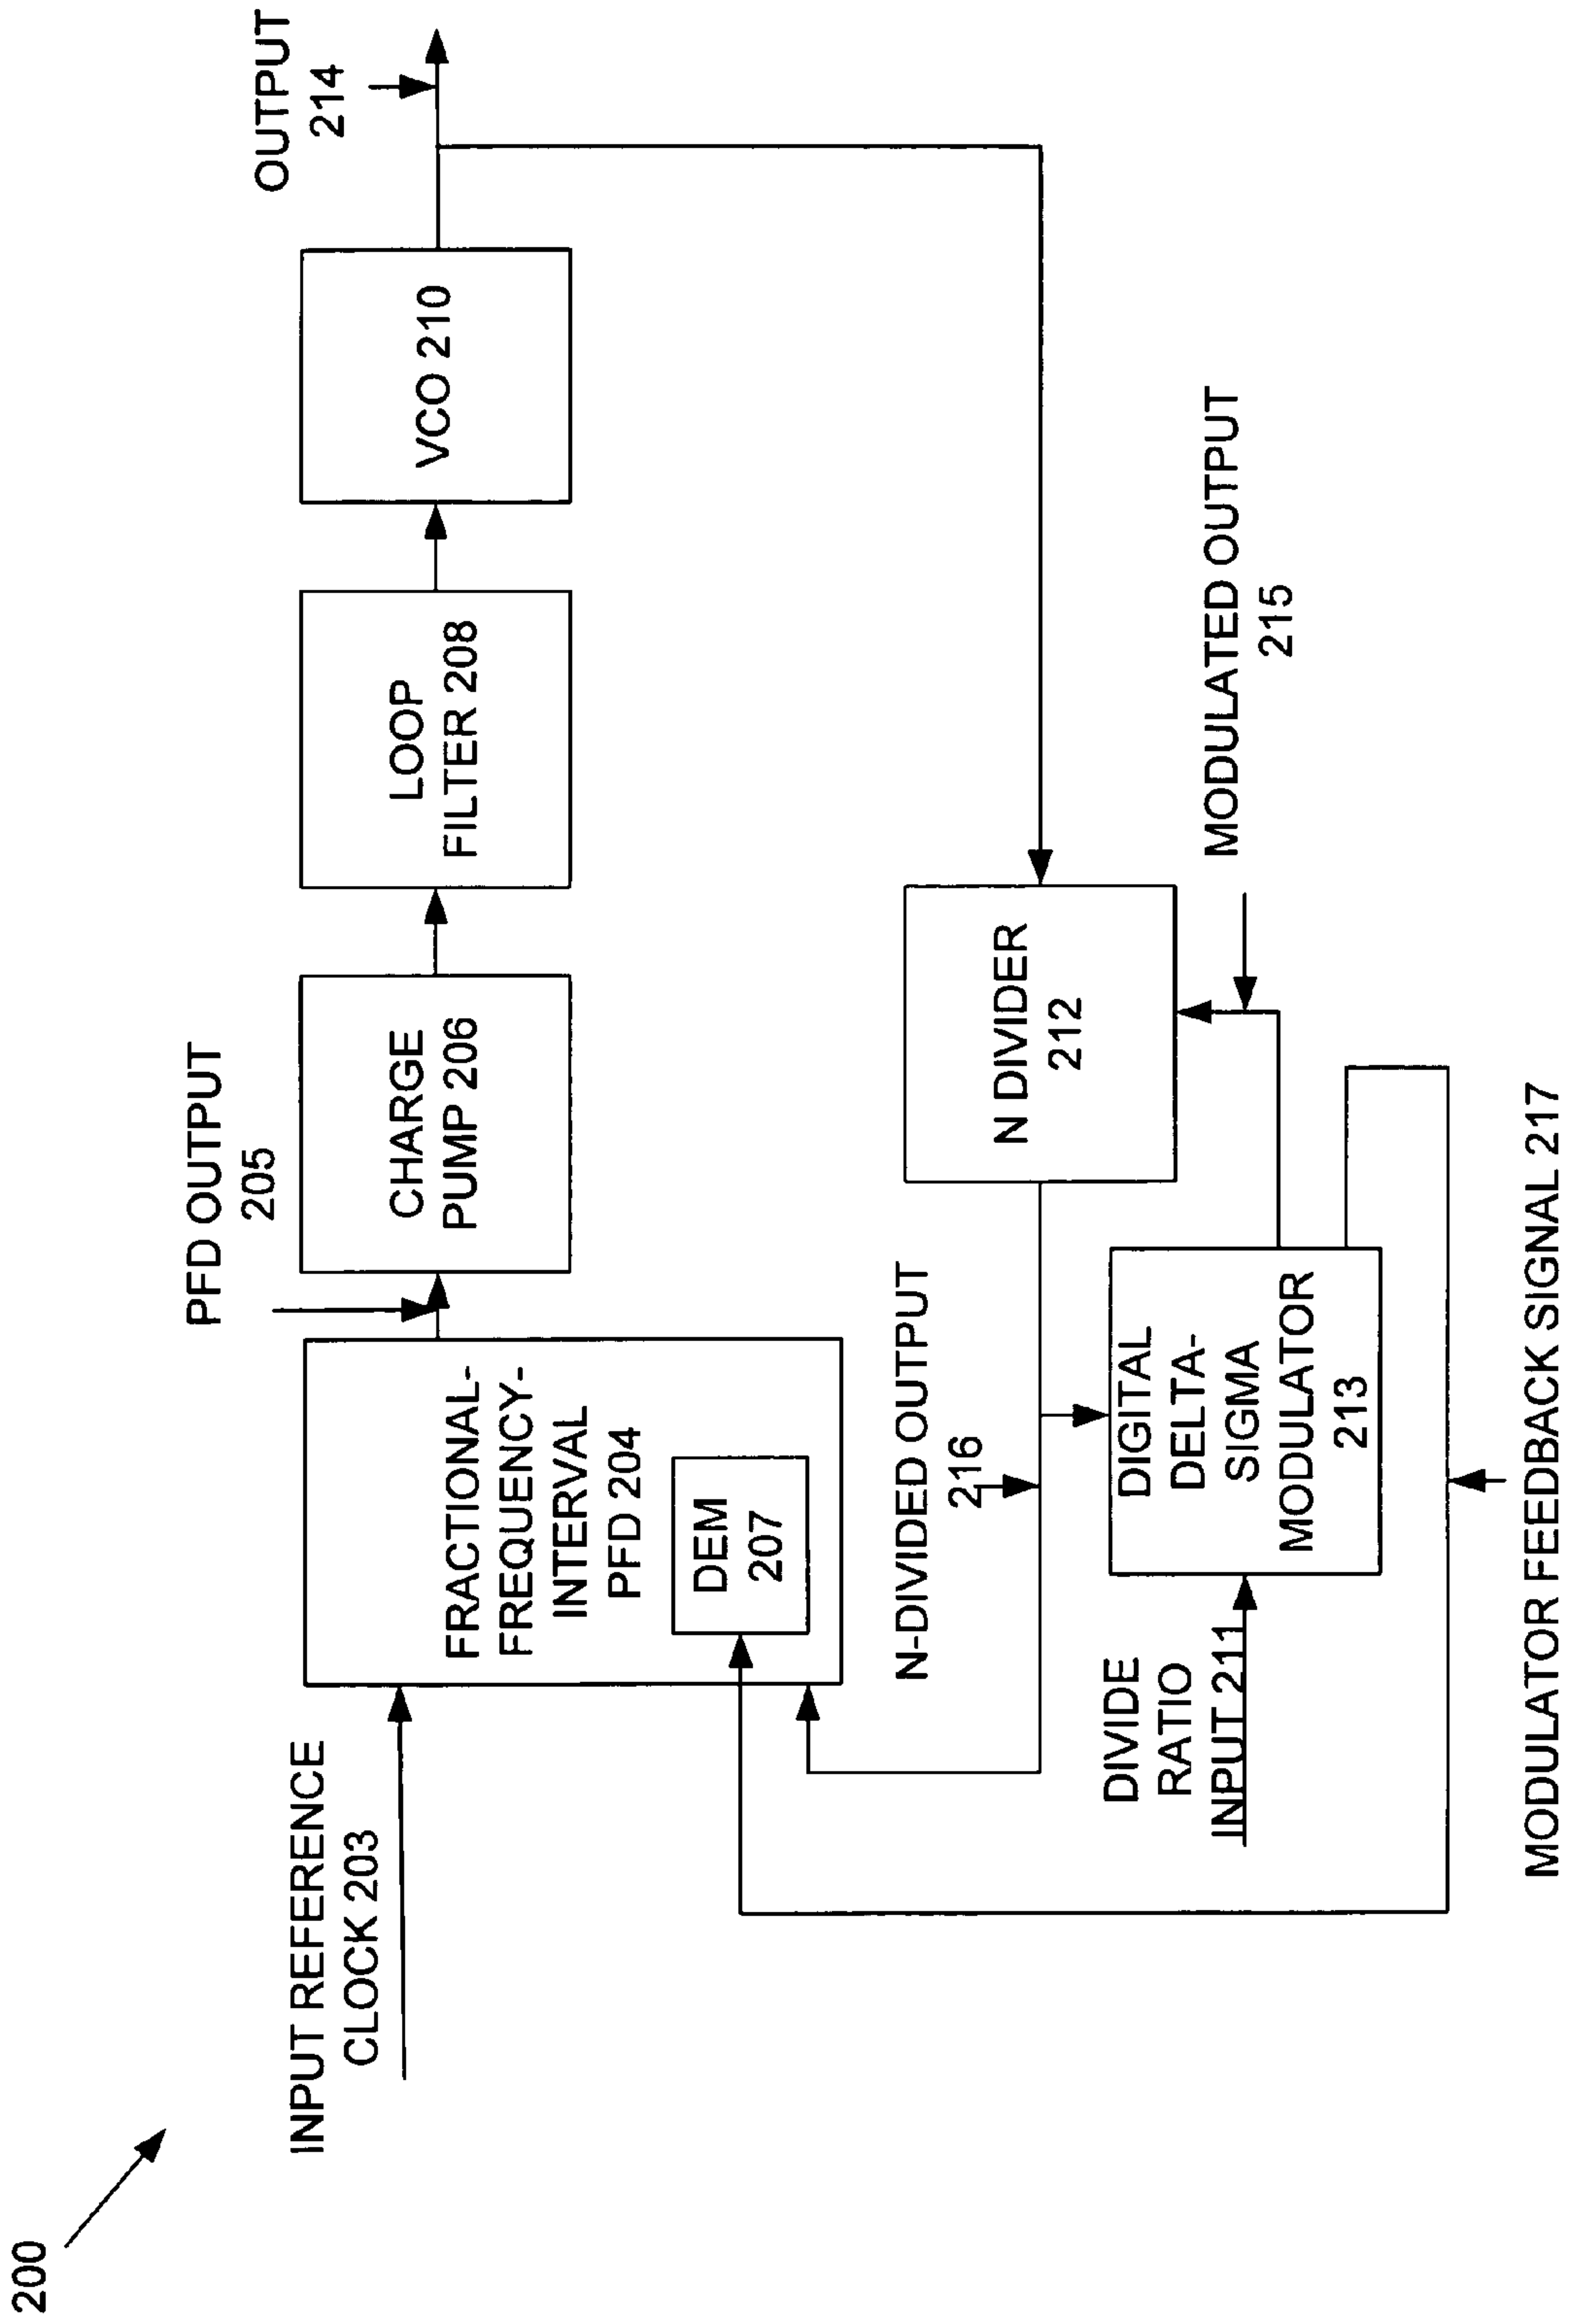 200
INPUT REFERENCE
CLOCK 203
FRACTIONAL-
FREQUENCY-
INTERVAL
PFD 204
DEM
207
PFD OUTPUT
205
CHARGE
PUMP 206
LOOP
FILTER 208
VCO 210
OUTPUT
214
N-DIVIDED OUTPUT
216
N DIVIDER
212
MODULATED OUTPUT
215
DIVIDE
RATIO
INPUT 211
DIGITAL
DELTA-
SIGMA
MODULATOR
213
MODULATOR FEEDBACK SIGNAL 217